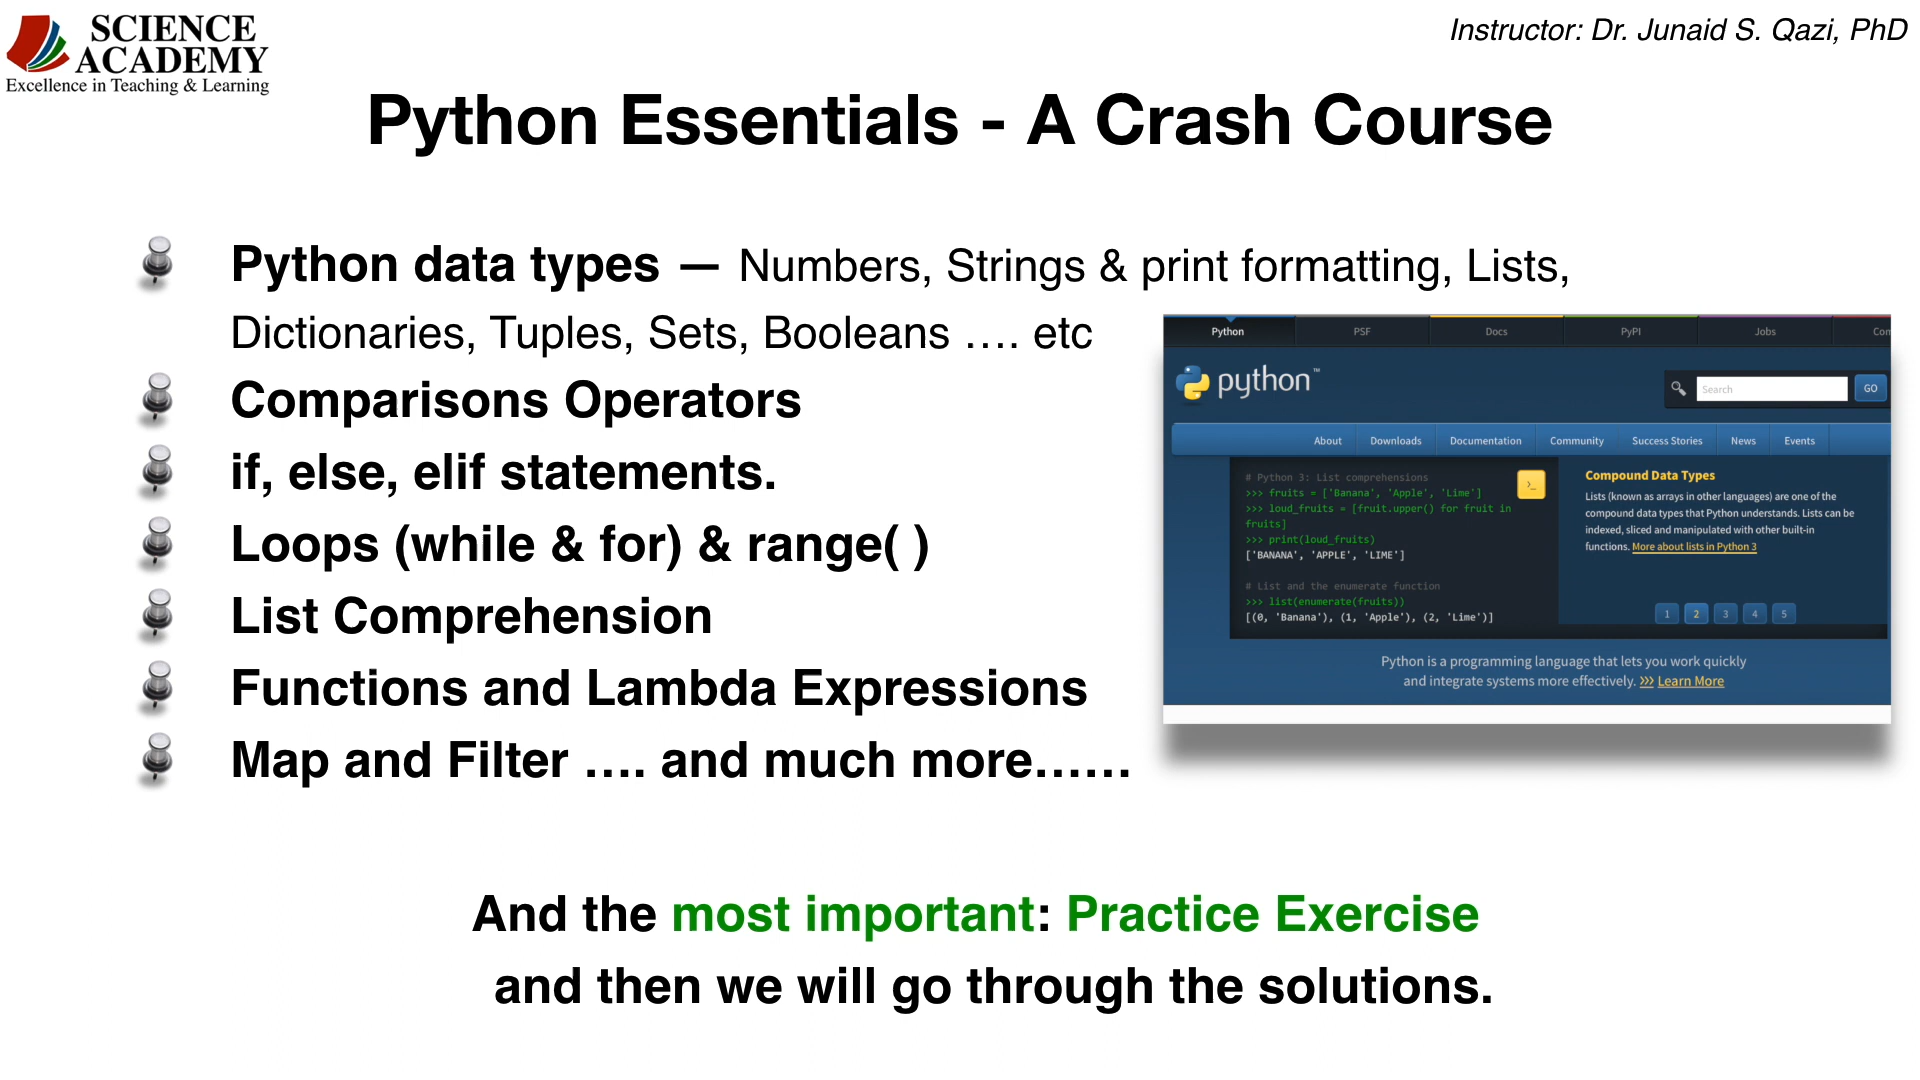 SCIENCE
ACADEMY
Excellence in Teaching & Learning
Instructor: Dr. Junaid S. Qazi, PhD
Python Essentials - A Crash Course
Python data types — Numbers, Strings & print formatting, Lists,
Dictionaries, Tuples, Sets, Booleans …. etc
Comparisons Operators
if, else, elif statements.
Loops (while & for) & range( )
List Comprehension
Functions and Lambda Expressions
Map and Filter …. and much more……
Python PSF Docs PyPI Jobs Com
python™
Search GO
About Downloads Documentation Community Success Stories News Events
# Python 3: List comprehensions
>>> fruits = ['Banana', 'Apple', 'Lime']
>>> loud_fruits = [fruit.upper() for fruit in
fruits]
>>> print(loud_fruits)
['BANANA', 'APPLE', 'LIME']
# List and the enumerate function
>>> list(enumerate(fruits))
[(0, 'Banana'), (1, 'Apple'), (2, 'Lime')]
>_
Compound Data Types
Lists (known as arrays in other languages) are one of the
compound data types that Python understands. Lists can be
indexed, sliced and manipulated with other built-in
functions. More about lists in Python 3
1 2 3 4 5
Python is a programming language that lets you work quickly
and integrate systems more effectively. >>> Learn More
And the most important: Practice Exercise
and then we will go through the solutions.